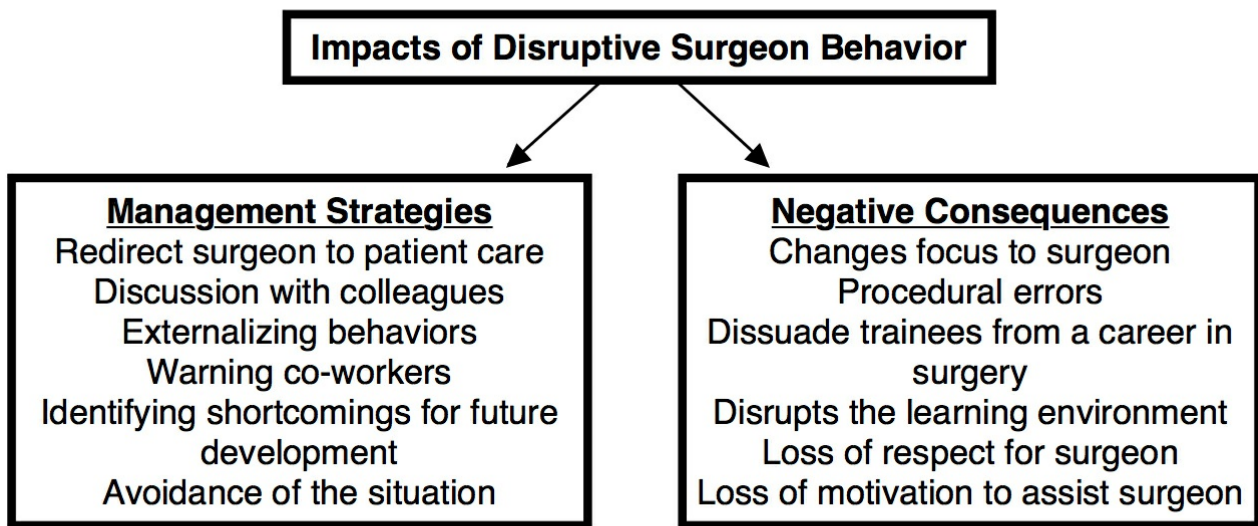 Impacts of Disruptive Surgeon Behavior
Management Strategies
Redirect surgeon to patient care
Discussion with colleagues
Externalizing behaviors
Warning co-workers
Identifying shortcomings for future
development
Avoidance of the situation
Negative Consequences
Changes focus to surgeon
Procedural errors
Dissuade trainees from a career in
surgery
Disrupts the learning environment
Loss of respect for surgeon
Loss of motivation to assist surgeon